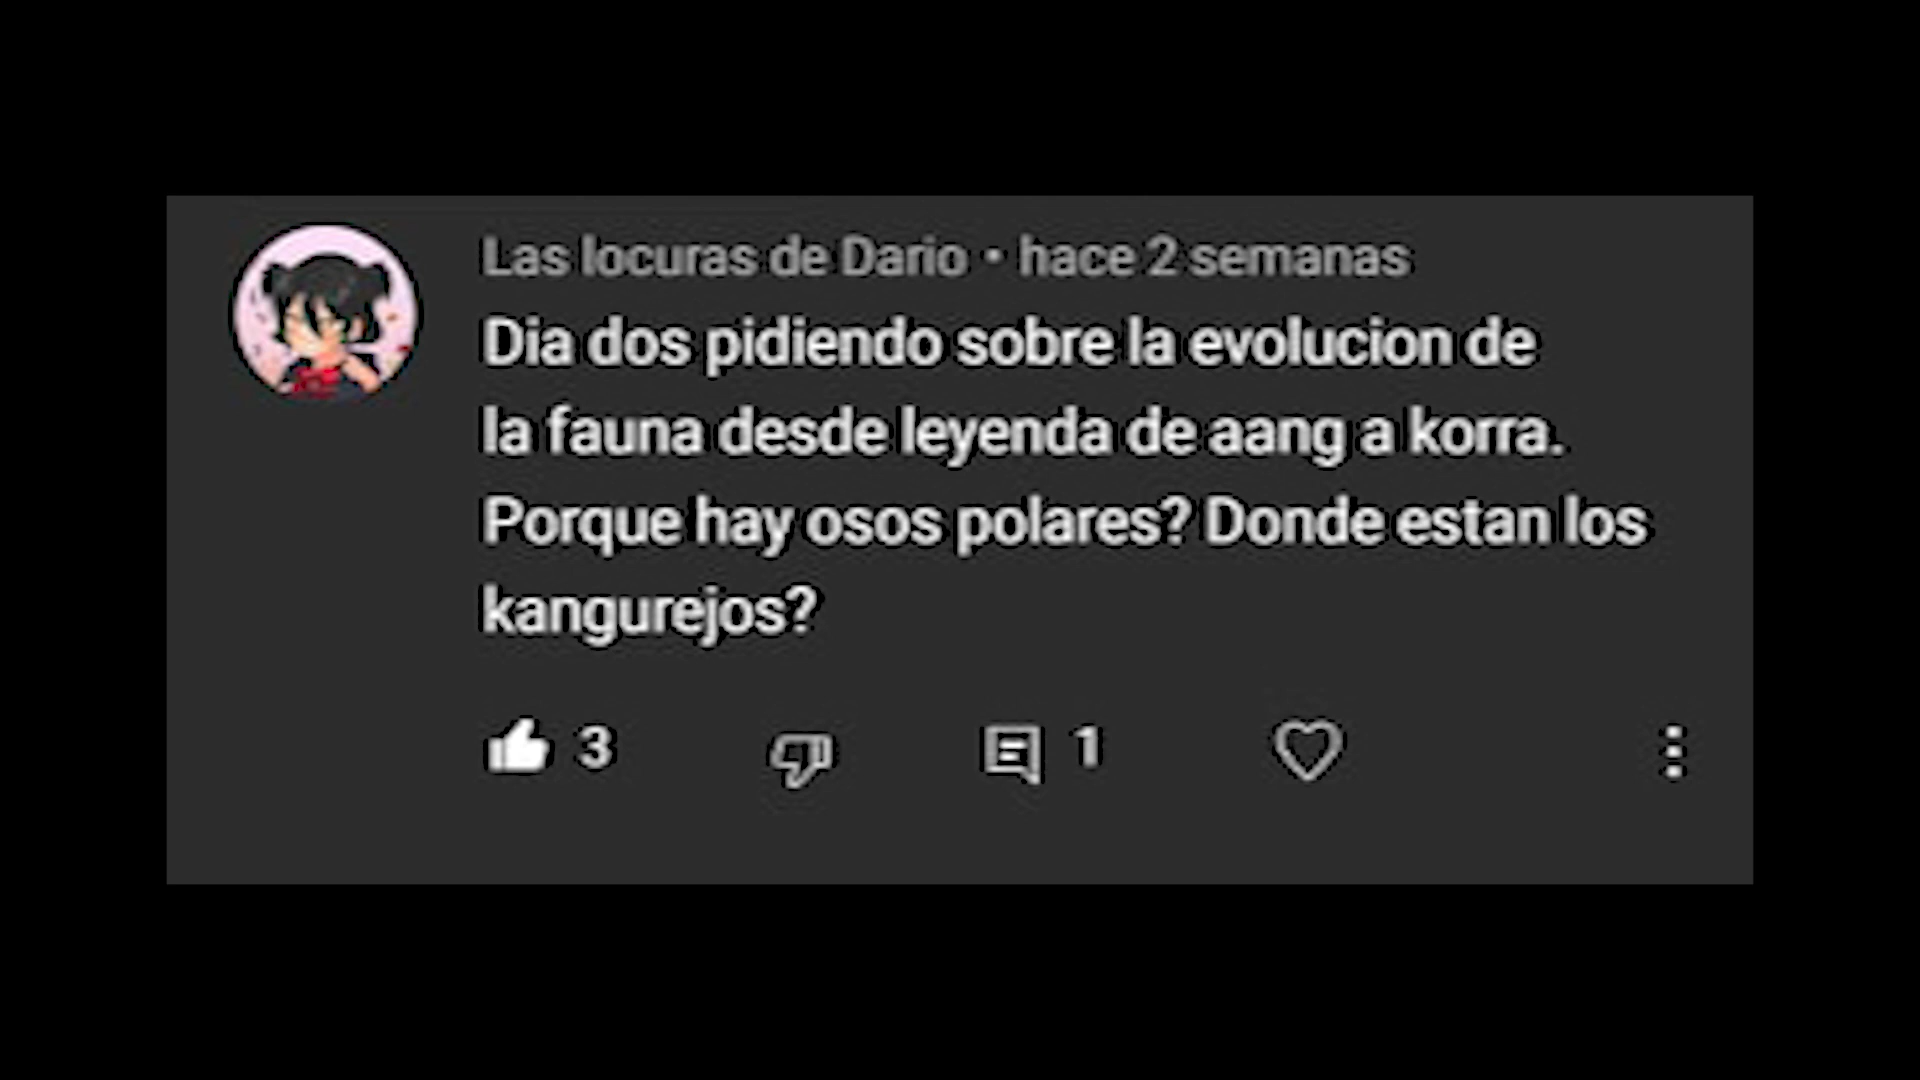 Las locuras de Dario • hace 2 semanas
Dia dos pidiendo sobre la evolucion de
la fauna desde leyenda de aang a korra.
Porque hay osos polares? Donde estan los
kangurejos?
3 1